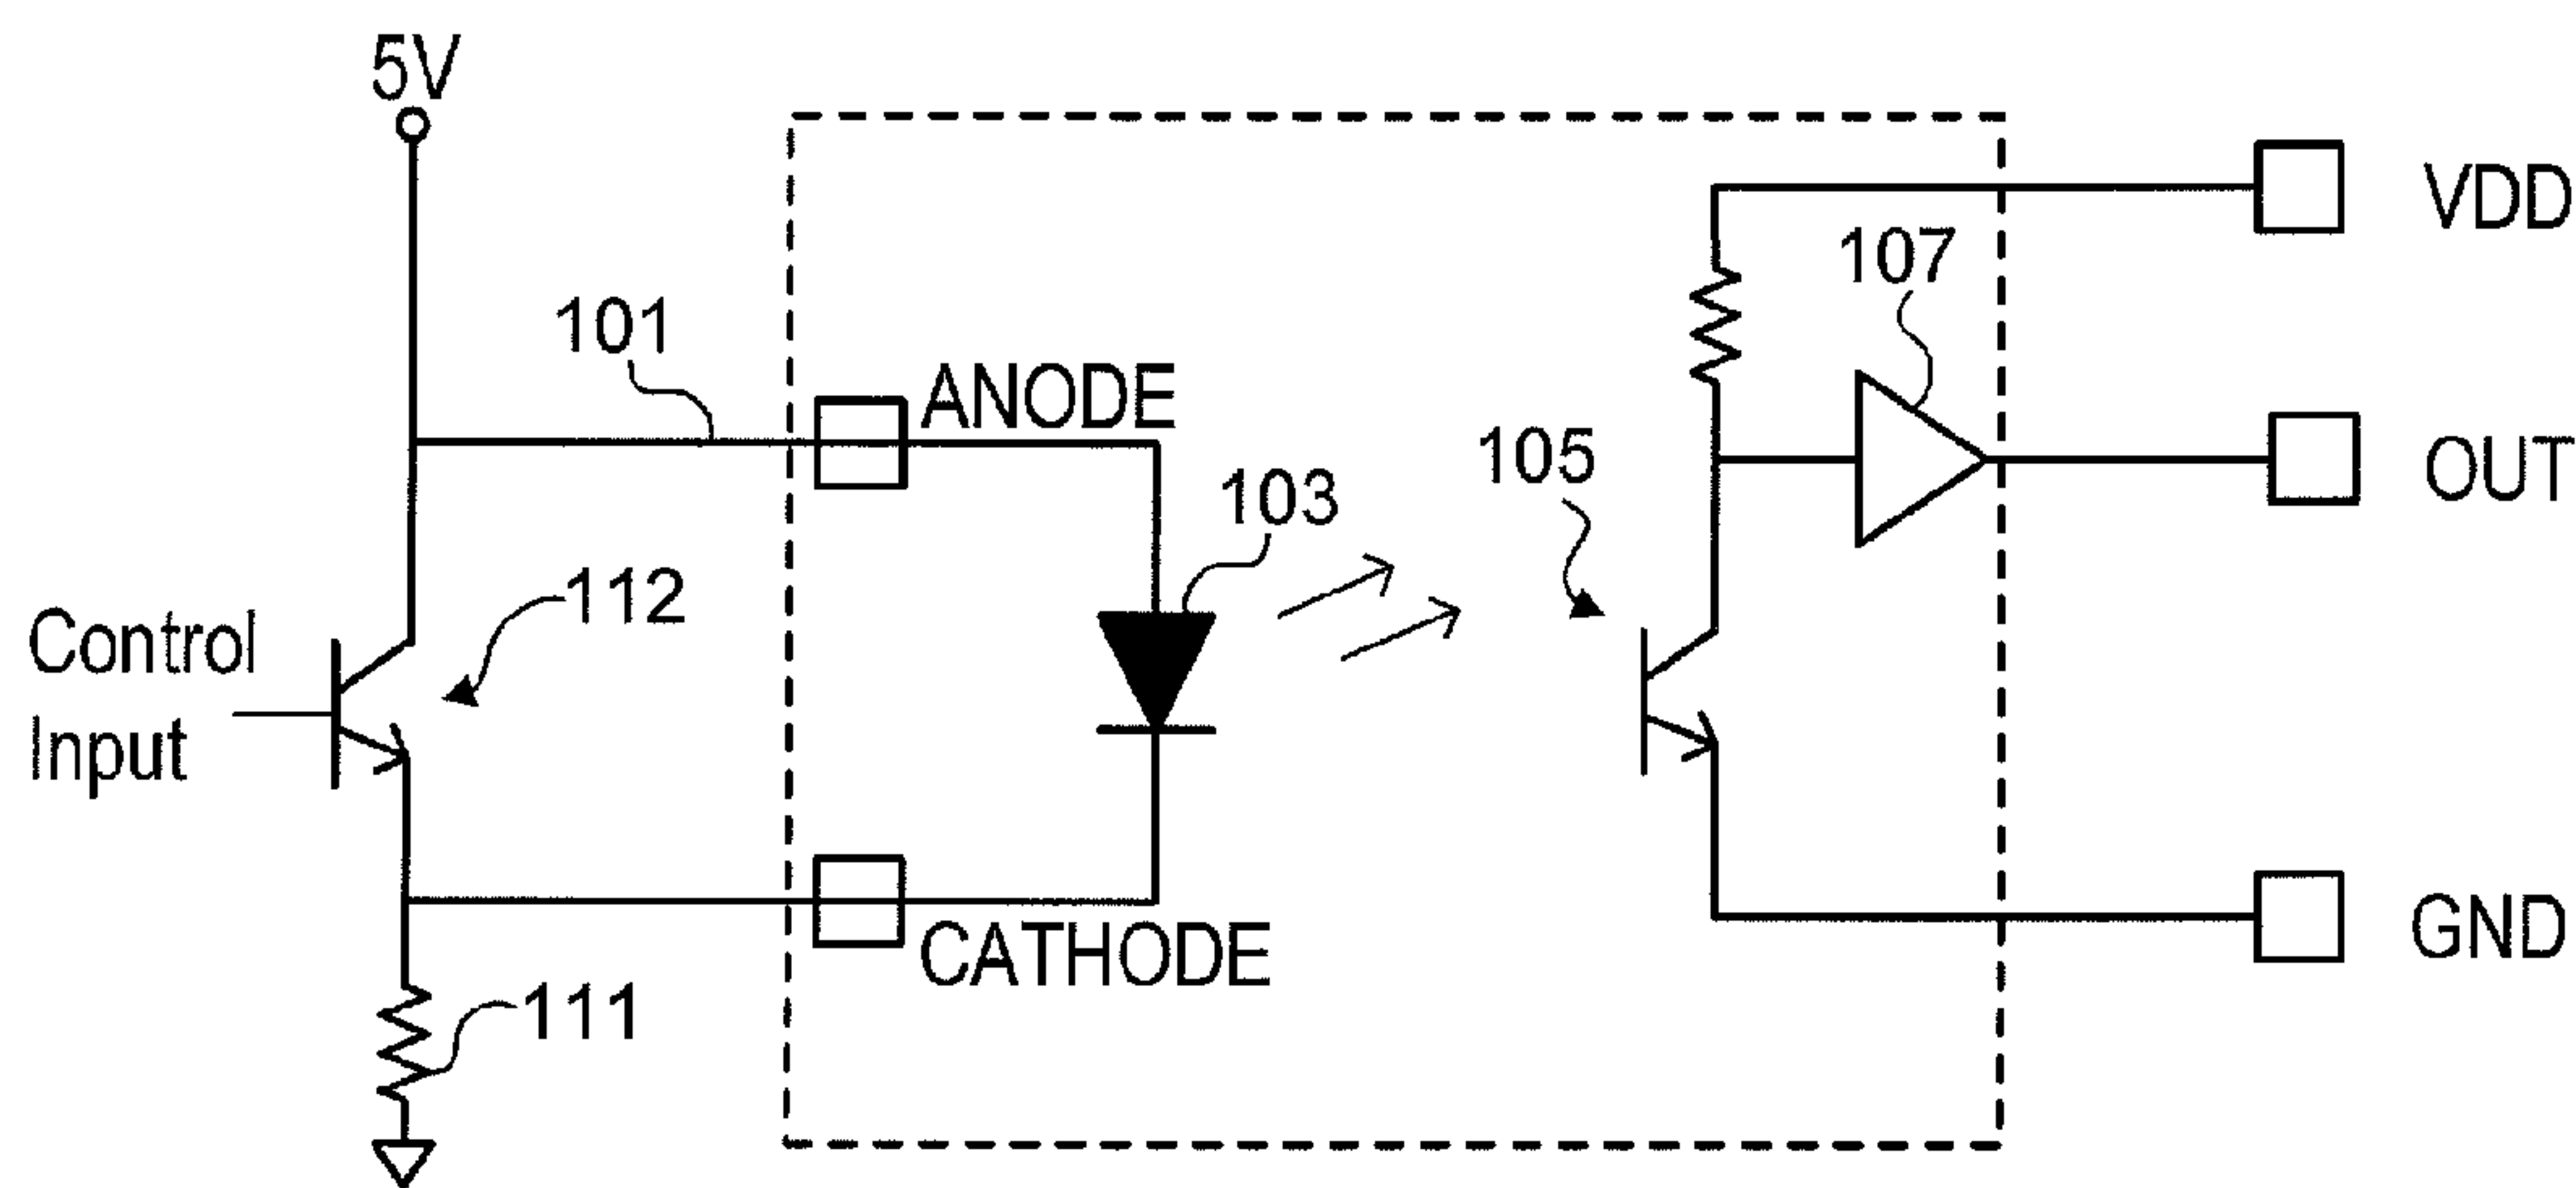 5V
VDD
107
101
ANODE
105
OUT
103
112
Control
Input
CATHODE
GND
111